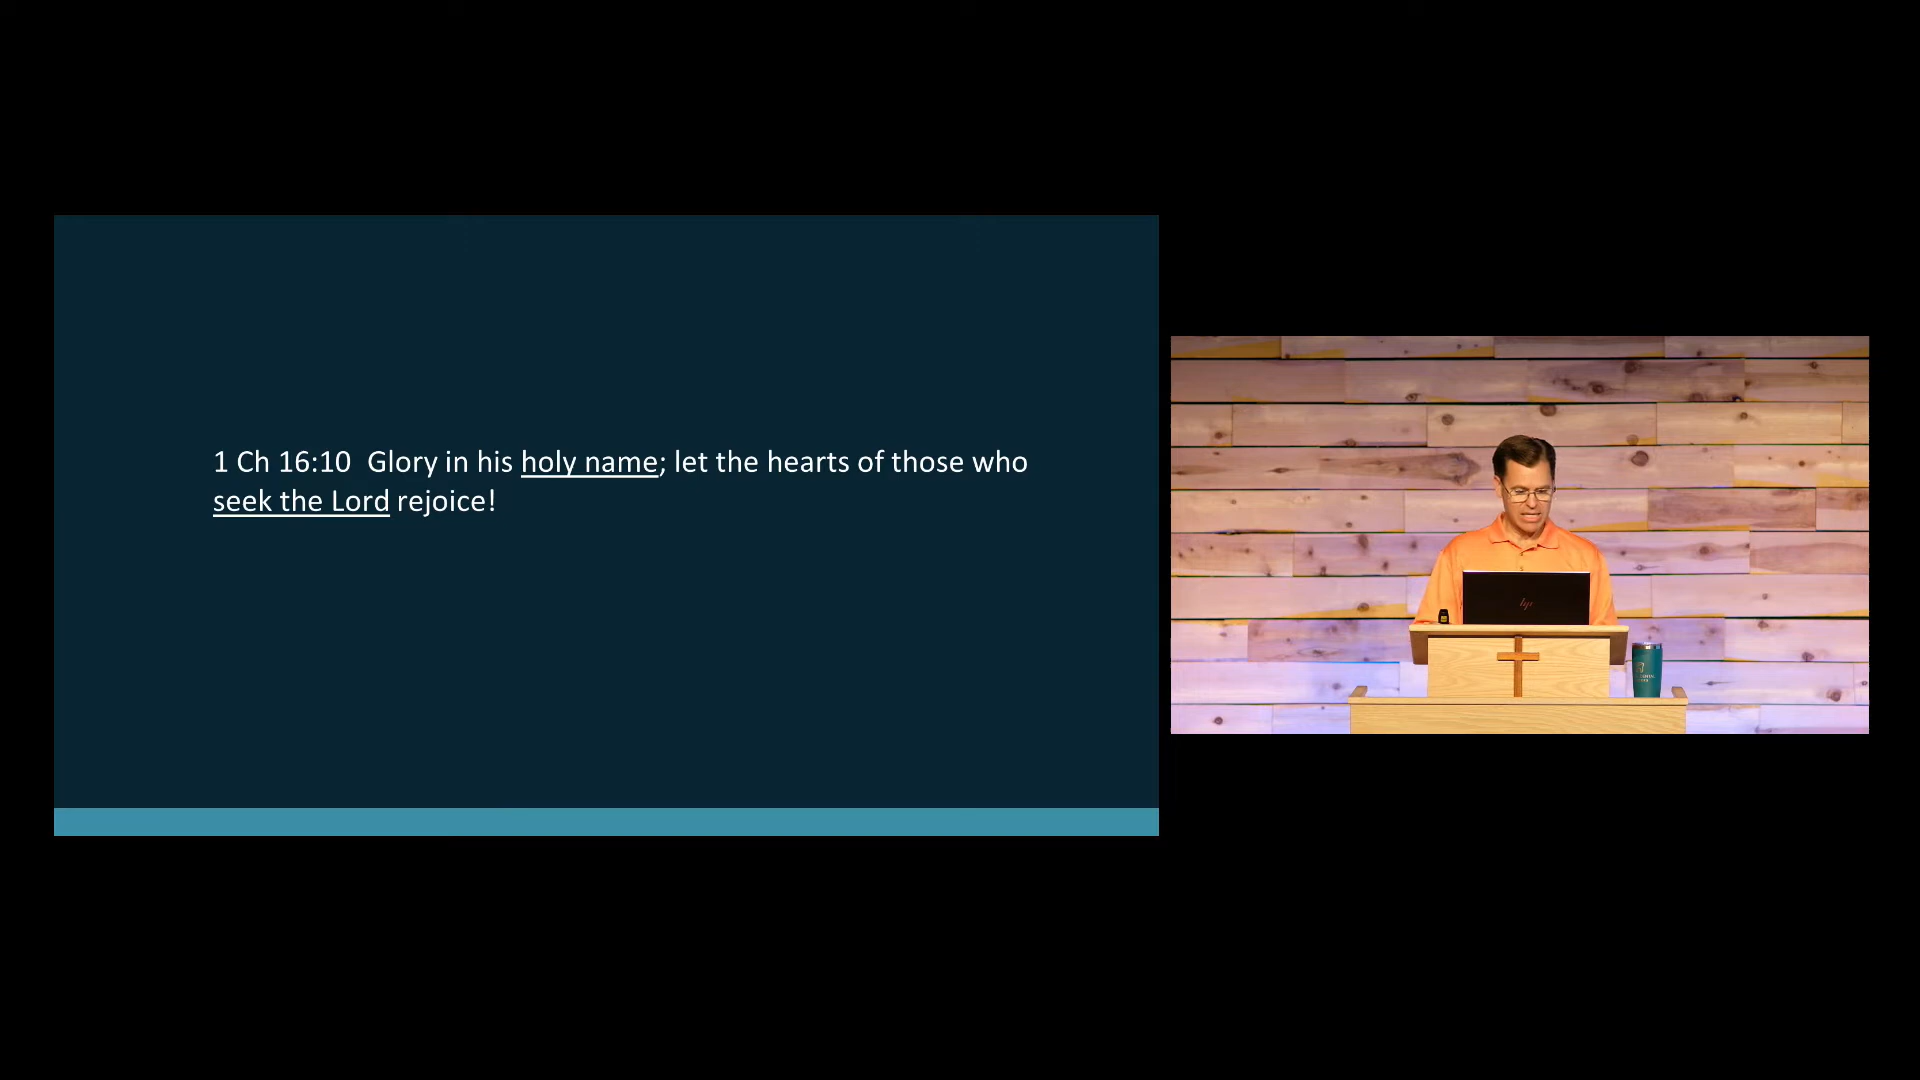 1 Ch 16:10  Glory in his holy name; let the hearts of those who
seek the Lord rejoice!
hp